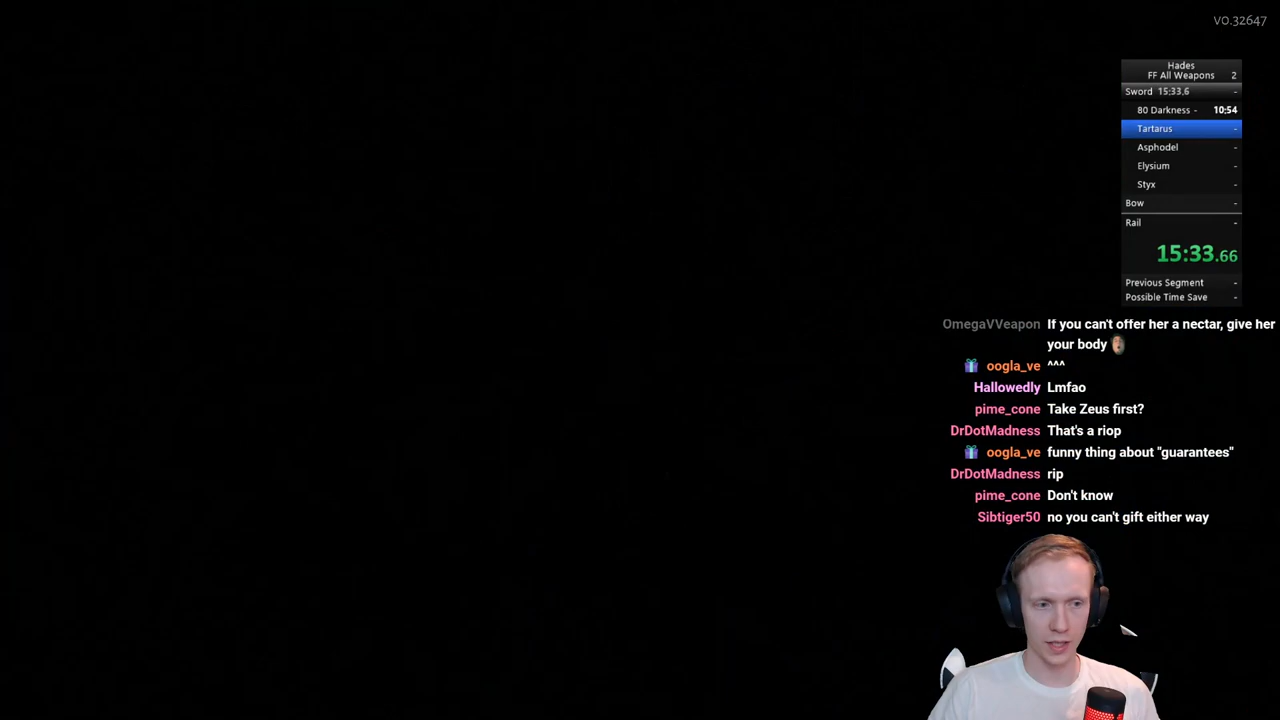 V0.32647
Hades
FF All Weapons 2
Sword 15:33.6 -
80 Darkness - 10:54
Tartarus -
Asphodel -
Elysium -
Styx -
Bow -
Rail -
15:33.66
Previous Segment -
Possible Time Save -
OmegaVVeapon If you can't offer her a nectar, give her
your body
oogla_ve ^^^
Hallowedly Lmfao
pime_cone Take Zeus first?
DrDotMadness That's a riop
oogla_ve funny thing about "guarantees"
DrDotMadness rip
pime_cone Don't know
Sibtiger50 no you can't gift either way